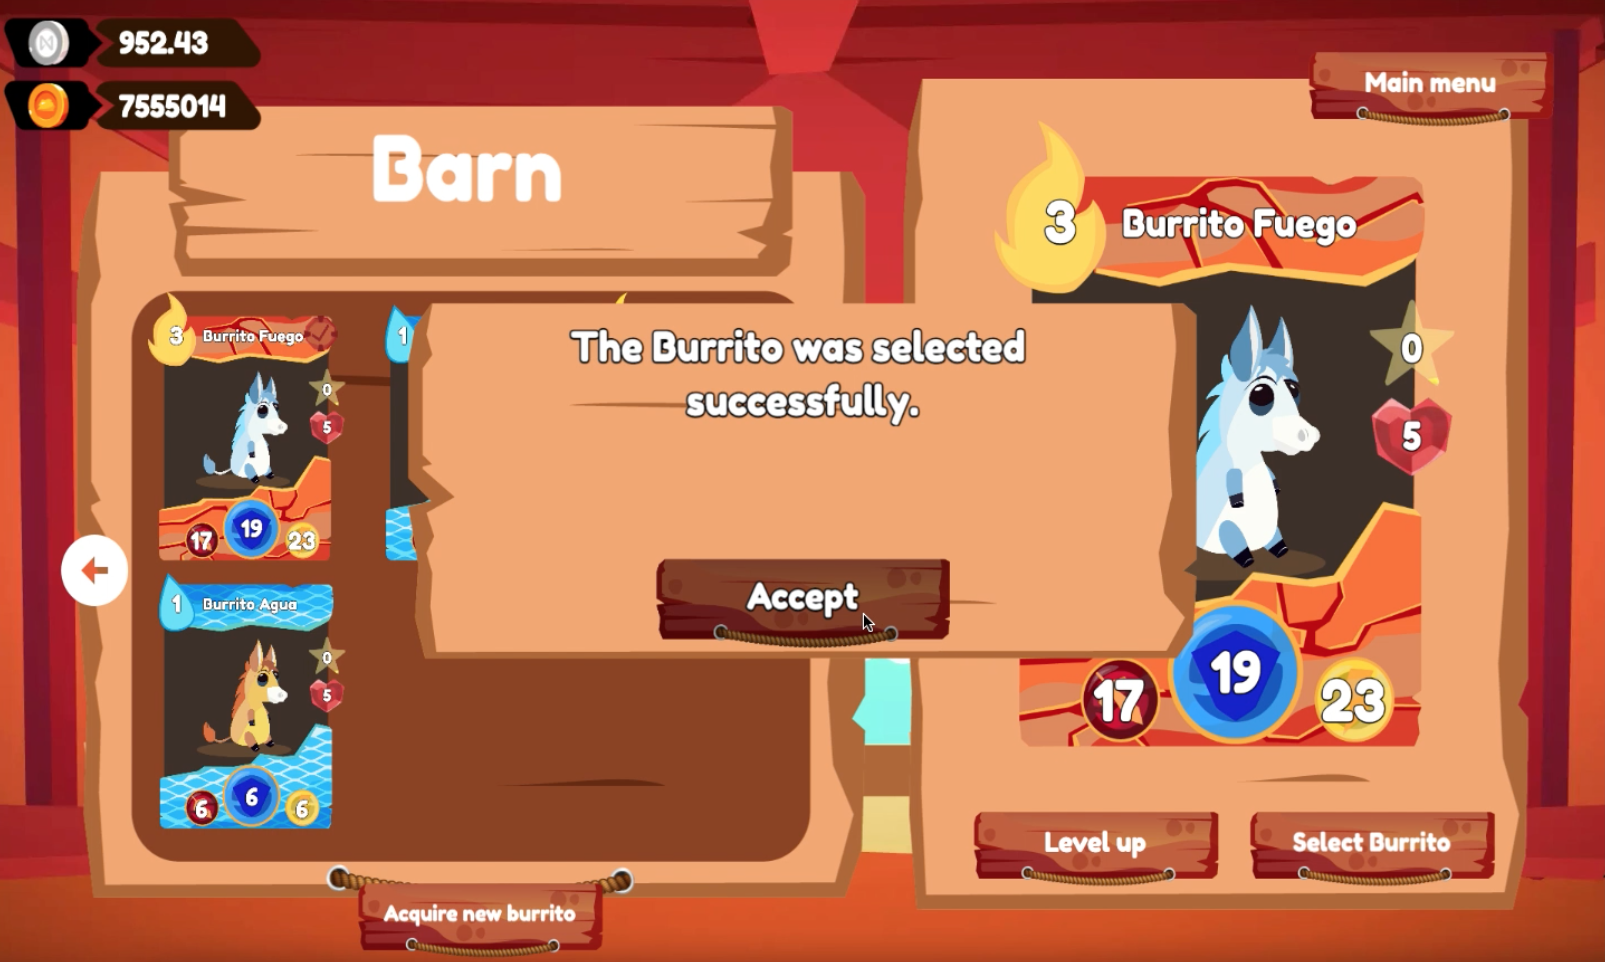 952.43
7555014
Main menu
Barn
3
Burrito Fuego
0
5
17
19
23
3
Burrito Fuego
0
5
17
19
23
1
1
Burrito Agua
0
5
6
6
6
The Burrito was selected
successfully.
Accept
Level up
Select Burrito
Acquire new burrito